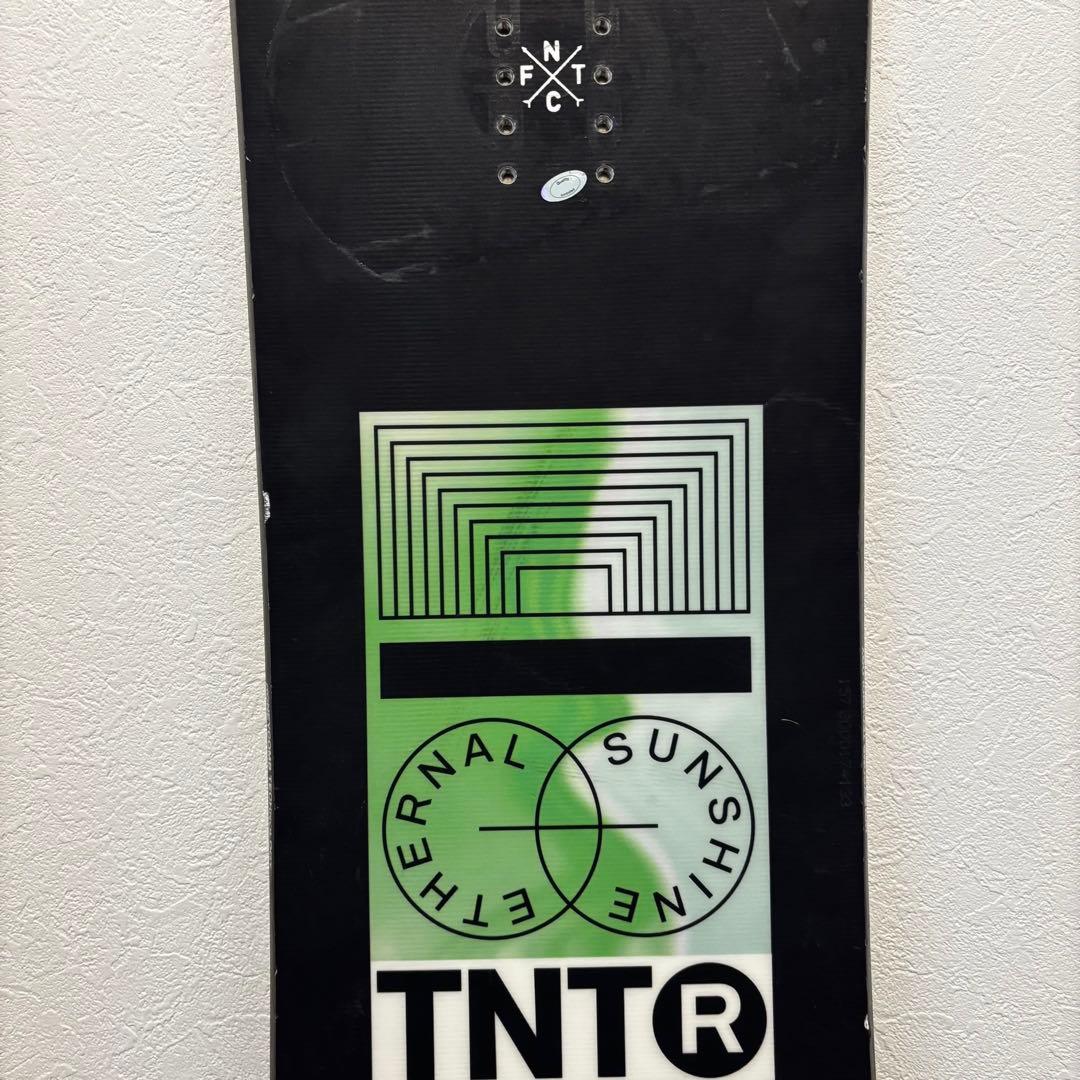 N
F T
C
ETHERNAL
SUNSHINE
TNT®